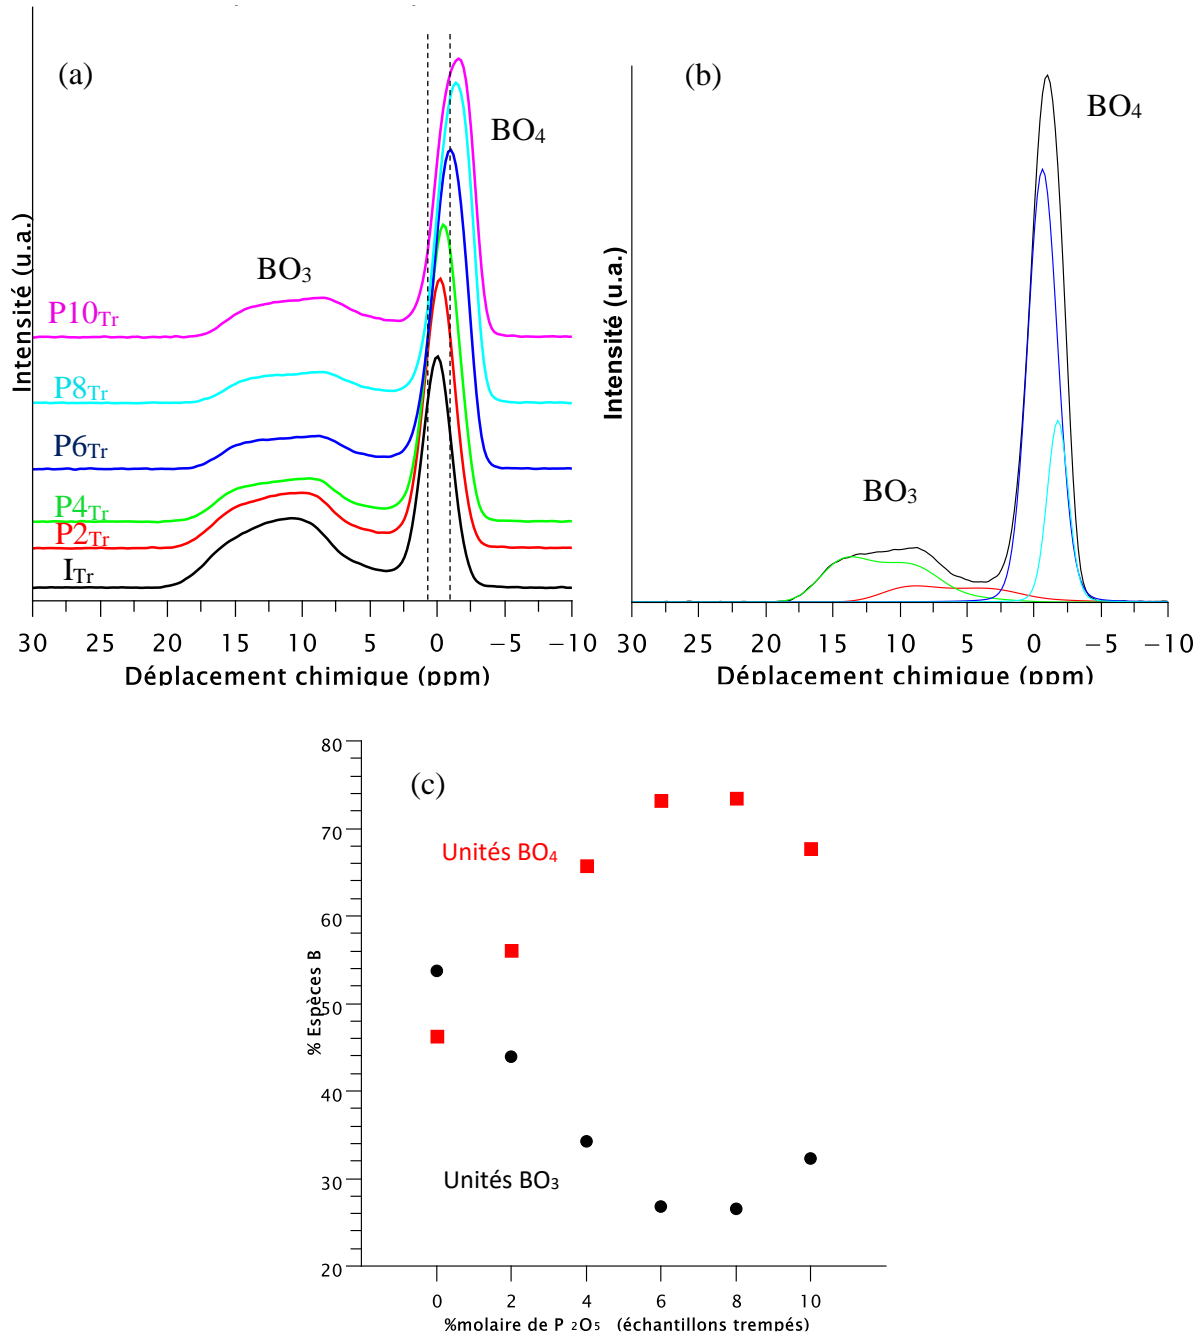 (a)
BO4
BO3
P10Tr
P8Tr
P6Tr
P4Tr
P2Tr
ITr
Intensité (u.a.)
30 25 20 15 10 5 0 −5 −10
Déplacement chimique (ppm)
(b)
BO4
BO3
Intensité (u.a.)
30 25 20 15 10 5 0 −5 −10
Déplacement chimique (ppm)
(c)
80
70
60
50
40
30
20
% Espèces B
Unités BO4
Unités BO3
0 2 4 6 8 10
%molaire de P 2O5 (échantillons trempés)